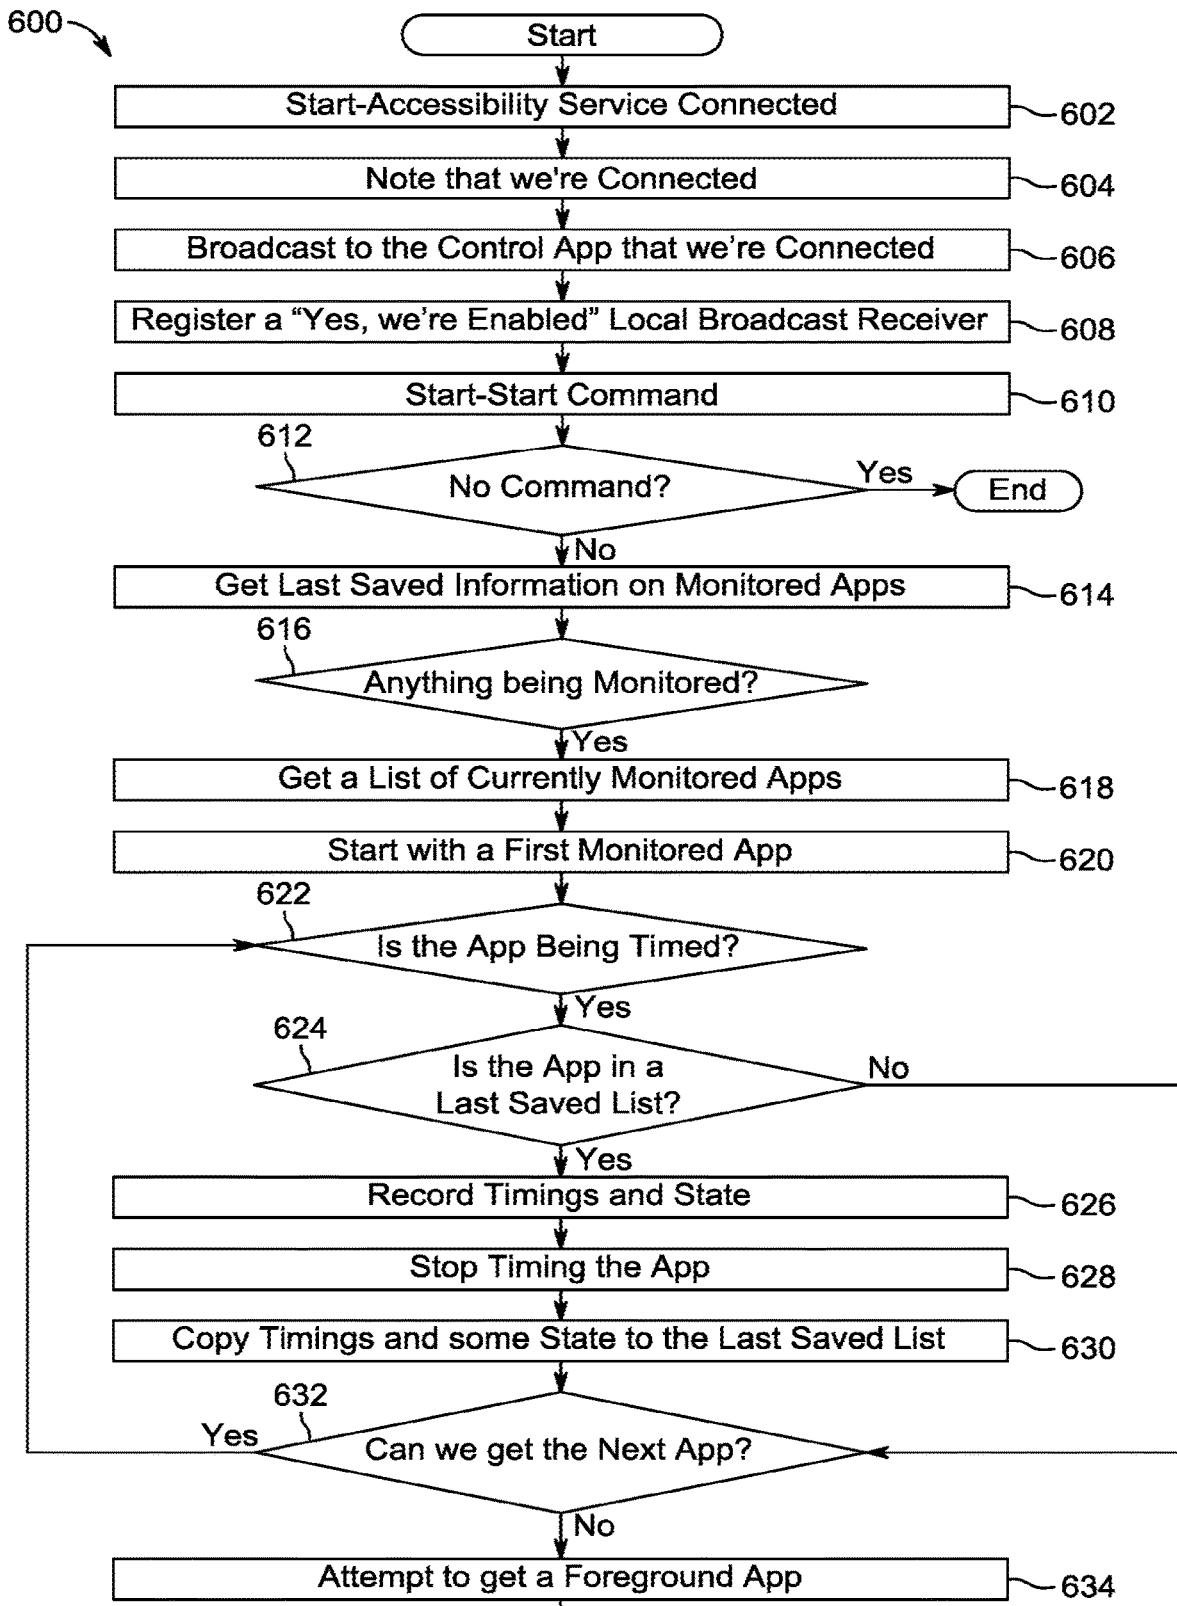 600
Start
Start-Accessibility Service Connected
602
Note that we're Connected
604
Broadcast to the Control App that we're Connected
606
Register a “Yes, we're Enabled” Local Broadcast Receiver
608
Start-Start Command
610
612
No Command?
Yes
End
No
Get Last Saved Information on Monitored Apps
614
616
Anything being Monitored?
Yes
Get a List of Currently Monitored Apps
618
Start with a First Monitored App
620
622
Is the App Being Timed?
Yes
624
Is the App in a
Last Saved List?
No
Yes
Record Timings and State
626
Stop Timing the App
628
Copy Timings and some State to the Last Saved List
630
632
Yes
Can we get the Next App?
No
Attempt to get a Foreground App
634